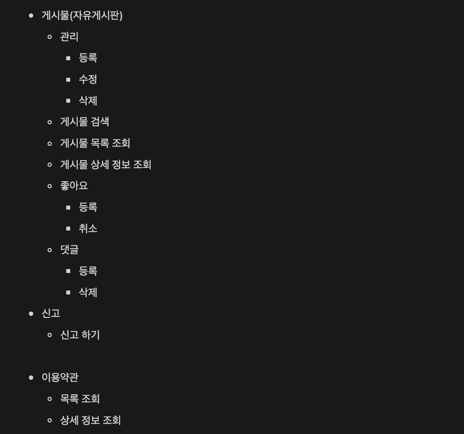 게시물(자유게시판)
관리
등록
수정
삭제
게시물 검색
게시물 목록 조회
게시물 상세 정보 조회
좋아요
등록
취소
댓글
등록
삭제
신고
신고 하기
이용약관
목록 조회
상세 정보 조회